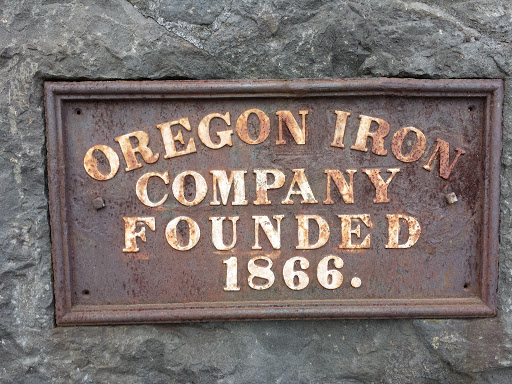 OREGON IRON
COMPANY
FOUNDED
1866.